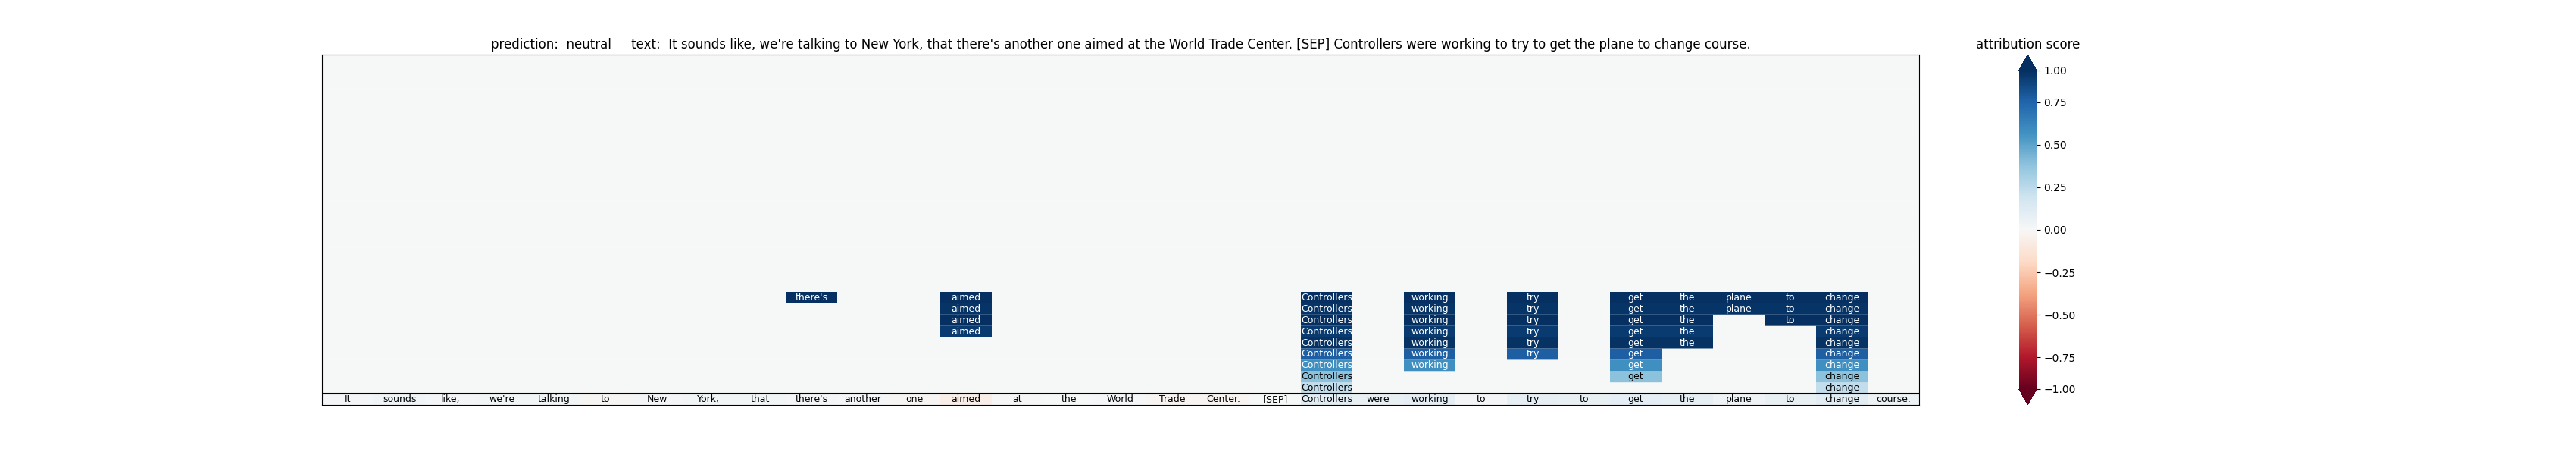 prediction:  neutral     text:  It sounds like, we're talking to New York, that there's another one aimed at the World Trade Center. [SEP] Controllers were working to try to get the plane to change course.
attribution score
1.00
0.75
0.50
0.25
0.00
−0.25
−0.50
−0.75
−1.00
there's aimed Controllers working try get the plane to change
aimed Controllers working try get the plane to change
aimed Controllers working try get the to change
aimed Controllers working try get the change
Controllers working try get the change
Controllers working try get change
Controllers working get change
Controllers get change
Controllers change
It sounds like, we're talking to New York, that there's another one aimed at the World Trade Center. [SEP] Controllers were working to try to get the plane to change course.